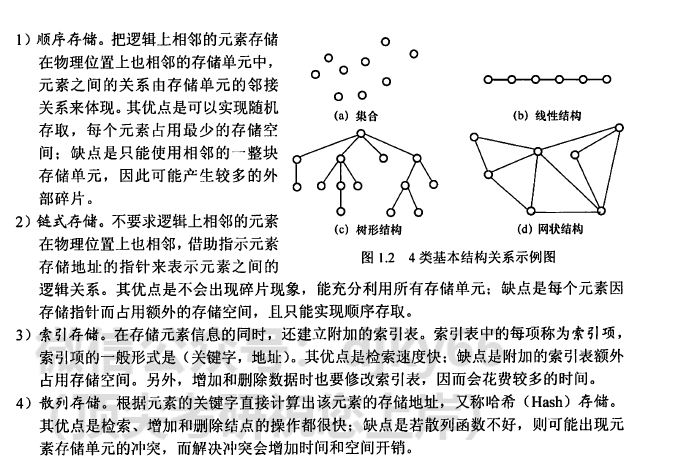 1）顺序存储。把逻辑上相邻的元素存储
在物理位置上也相邻的存储单元中，
元素之间的关系由存储单元的邻接
关系来体现。其优点是可以实现随机
存取，每个元素占用最少的存储空
间；缺点是只能使用相邻的一整块
存储单元，因此可能产生较多的外
部碎片。
2）链式存储。不要求逻辑上相邻的元素
在物理位置上也相邻，借助指示元素
存储地址的指针来表示元素之间的
(a) 集合
(b) 线性结构
(c) 树形结构
(d) 网状结构
图 1.2 4 类基本结构关系示例图
逻辑关系。其优点是不会出现碎片现象，能充分利用所有存储单元；缺点是每个元素因
存储指针而占用额外的存储空间，且只能实现顺序存取。
3）索引存储。在存储元素信息的同时，还建立附加的索引表。索引表中的每项称为索引项，
索引项的一般形式是（关键字，地址）。其优点是检索速度快；缺点是附加的索引表额外
占用存储空间。另外，增加和删除数据时也要修改索引表，因而会花费较多的时间。
4）散列存储。根据元素的关键字直接计算出该元素的存储地址，又称哈希（Hash）存储。
其优点是检索、增加和删除结点的操作都很快；缺点是若散列函数不好，则可能出现元
素存储单元的冲突，而解决冲突会增加时间和空间开销。